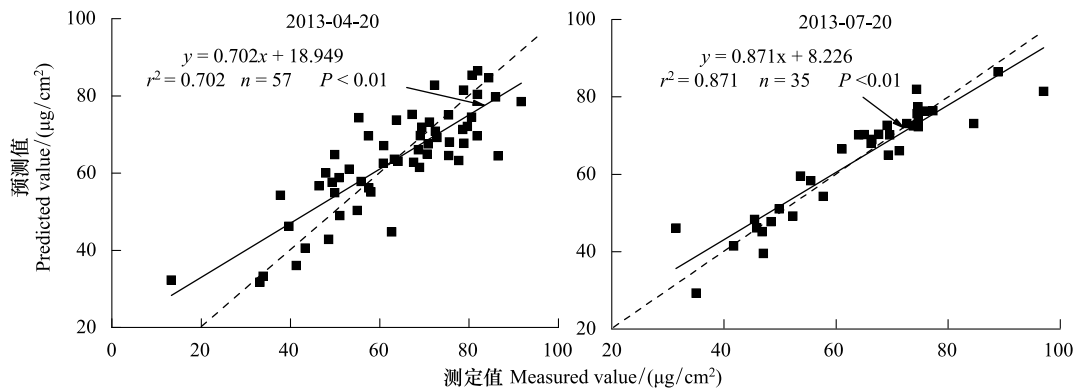 2013-04-20
y = 0.702x + 18.949
r² = 0.702 n = 57 P < 0.01
100
80
60
40
20
0 20 40 60 80 100
2013-07-20
y = 0.871x + 8.226
r² = 0.871 n = 35 P < 0.01
100
80
60
40
20
20 40 60 80 100
预测值
Predicted value/(μg/cm²)
测定值 Measured value/(μg/cm²)